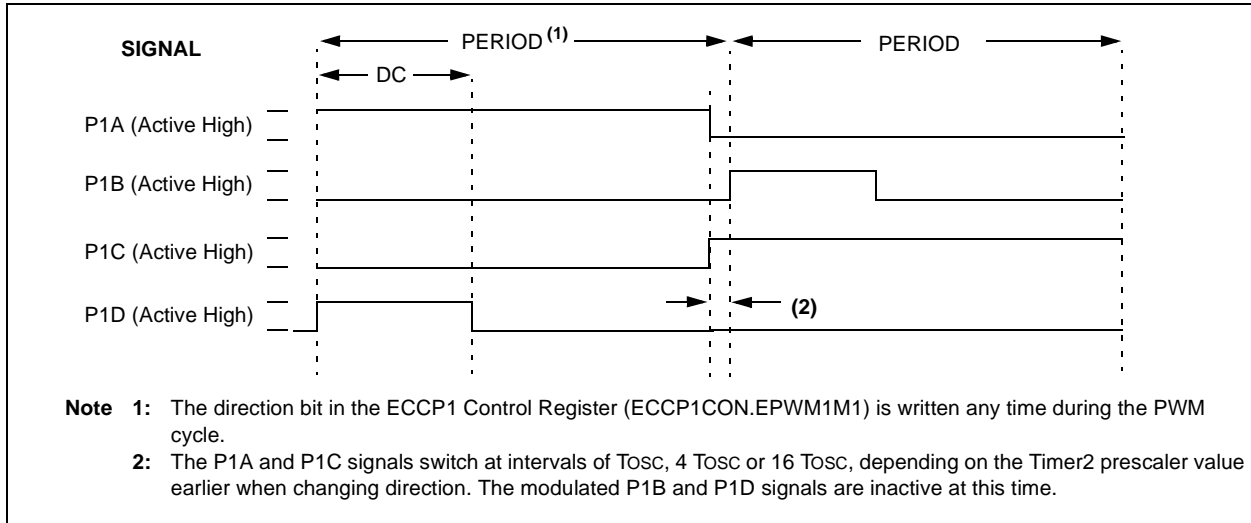 SIGNAL
PERIOD(1)
PERIOD
DC
P1A (Active High)
P1B (Active High)
P1C (Active High)
(2)
P1D (Active High)
Note 1: The direction bit in the ECCP1 Control Register (ECCP1CON.EPWM1M1) is written any time during the PWM
cycle.
2: The P1A and P1C signals switch at intervals of TOSC, 4 TOSC or 16 TOSC, depending on the Timer2 prescaler value
earlier when changing direction. The modulated P1B and P1D signals are inactive at this time.